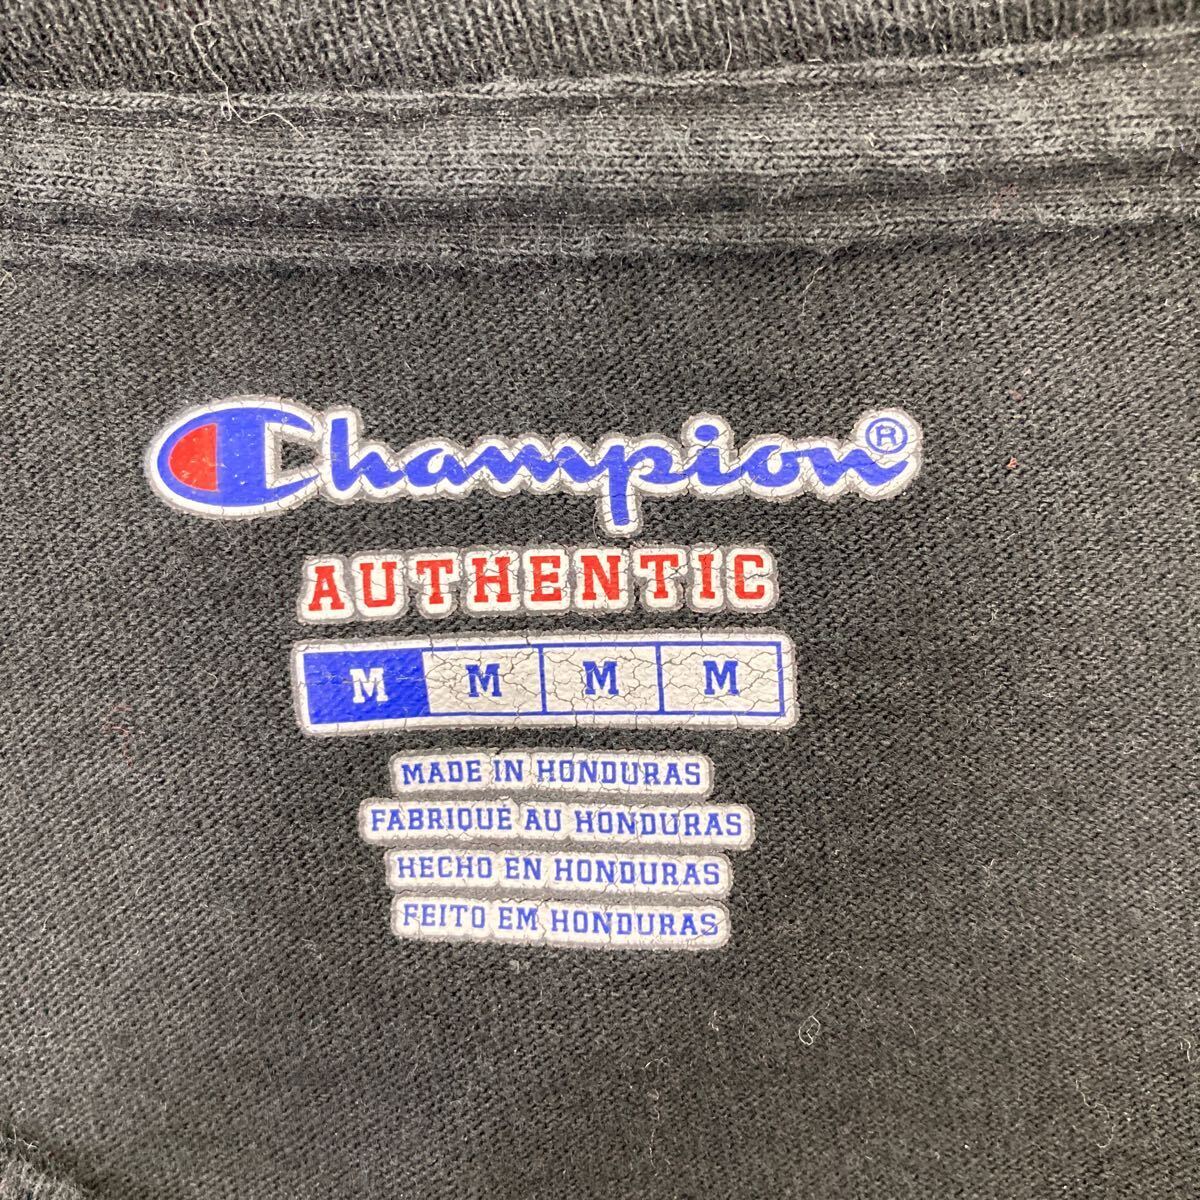 Champion®
AUTHENTIC
M M M M
MADE IN HONDURAS
FABRIQUÉ AU HONDURAS
HECHO EN HONDURAS
FEITO EM HONDURAS